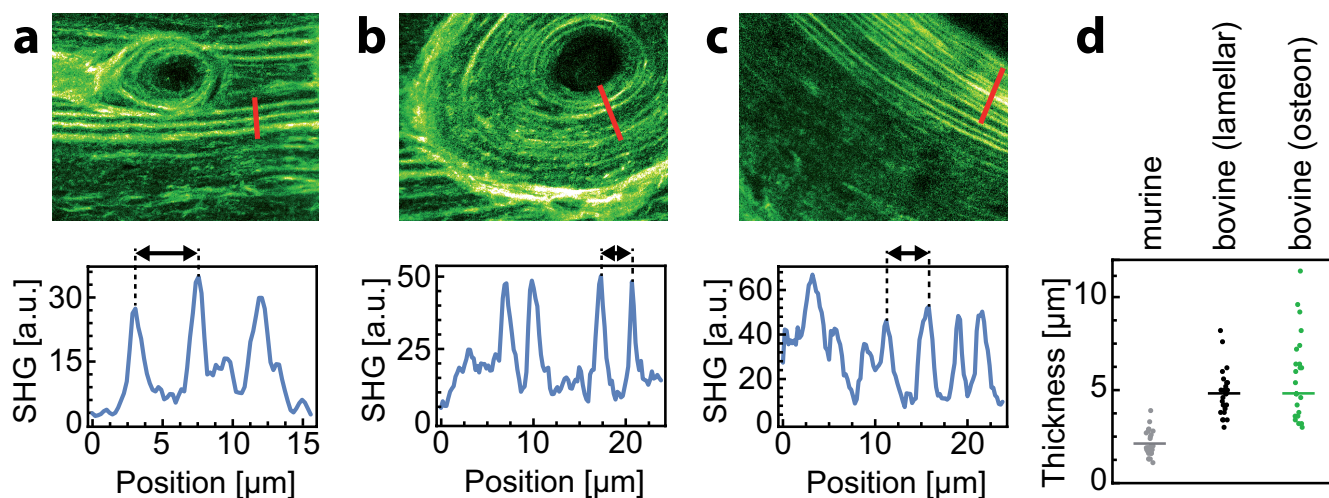 a
b
c
d
murine
bovine (lamellar)
bovine (osteon)
SHG [a.u.]
30
15
0
0 5 10 15
Position [µm]
SHG [a.u.]
50
25
0
0 10 20
Position [µm]
SHG [a.u.]
60
40
20
0
0 10 20
Position [µm]
Thickness [µm]
10
5
0